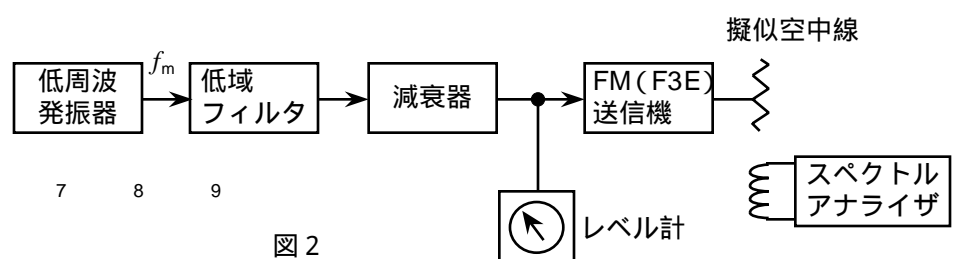 擬似空中線
fm
低周波
発振器
低域
フィルタ
減衰器
FM(F3E)
送信機
スペクトル
アナライザ
7 8 9
レベル計
図2